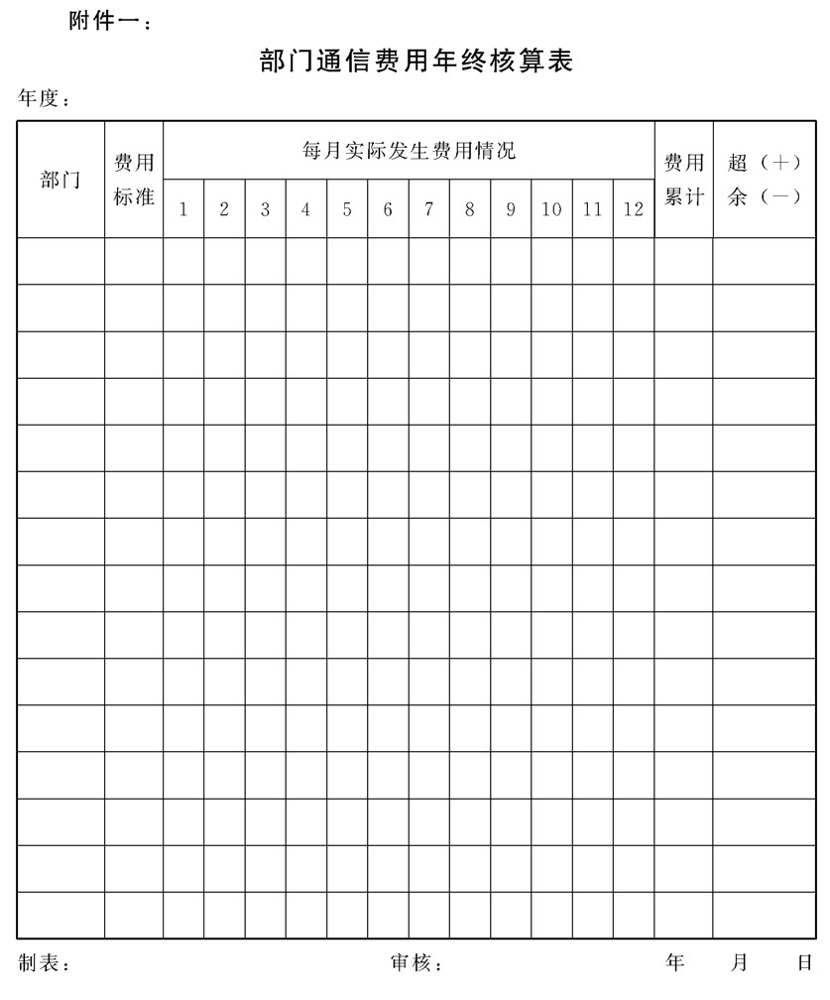 附件一：
部门通信费用年终核算表
年度：
部门 费用标准 每月实际发生费用情况 费用累计 超（＋）余（－）
1 2 3 4 5 6 7 8 9 10 11 12
制表： 审核： 年 月 日